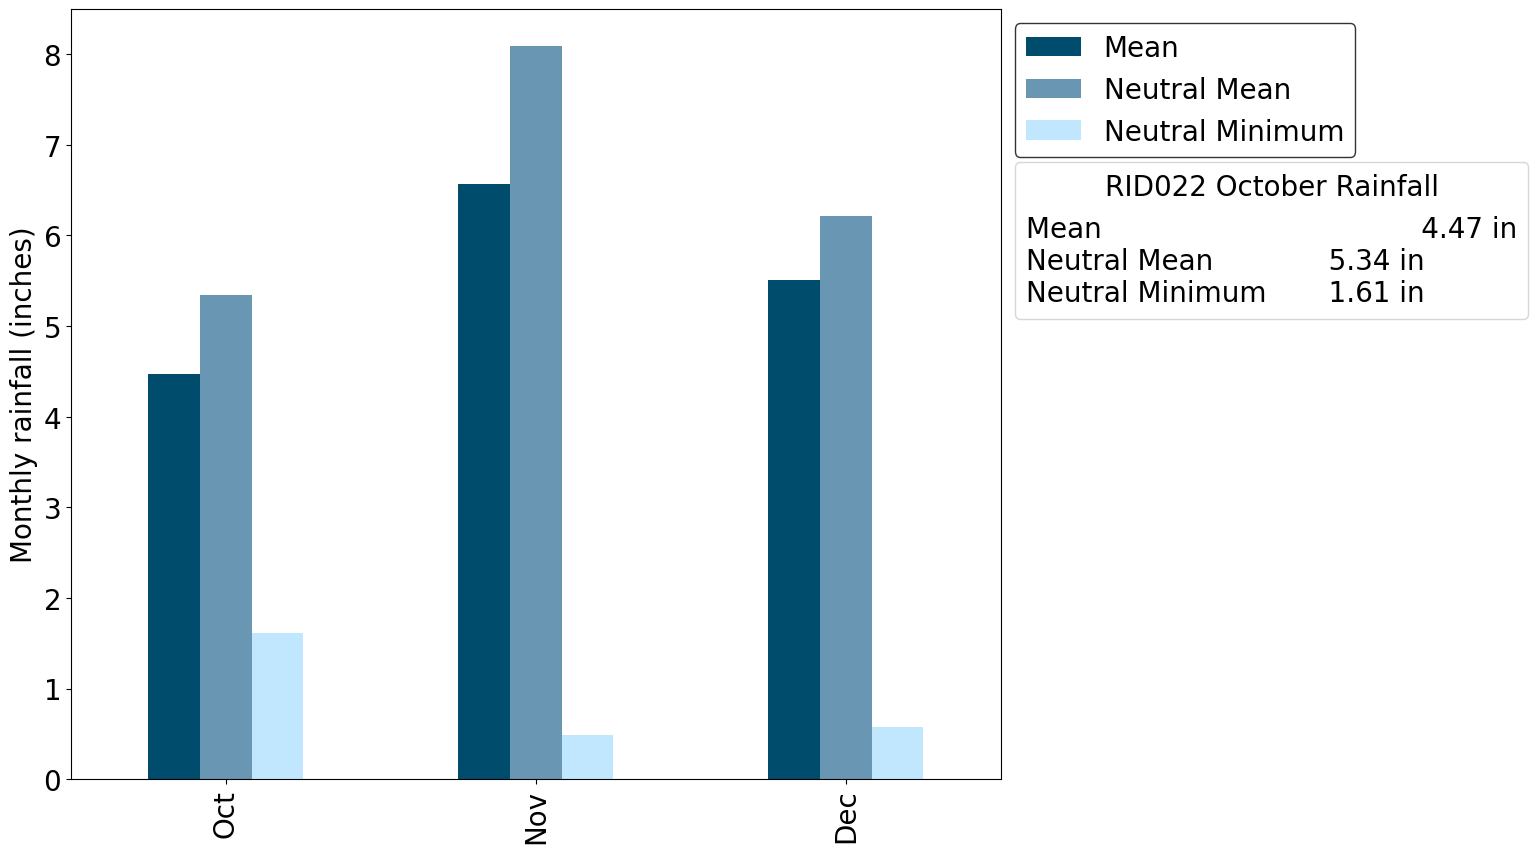 Monthly rainfall (inches)
8
7
6
5
4
3
2
1
0
Oct
Nov
Dec
Mean
Neutral Mean
Neutral Minimum
RID022 October Rainfall
Mean 4.47 in
Neutral Mean 5.34 in
Neutral Minimum 1.61 in